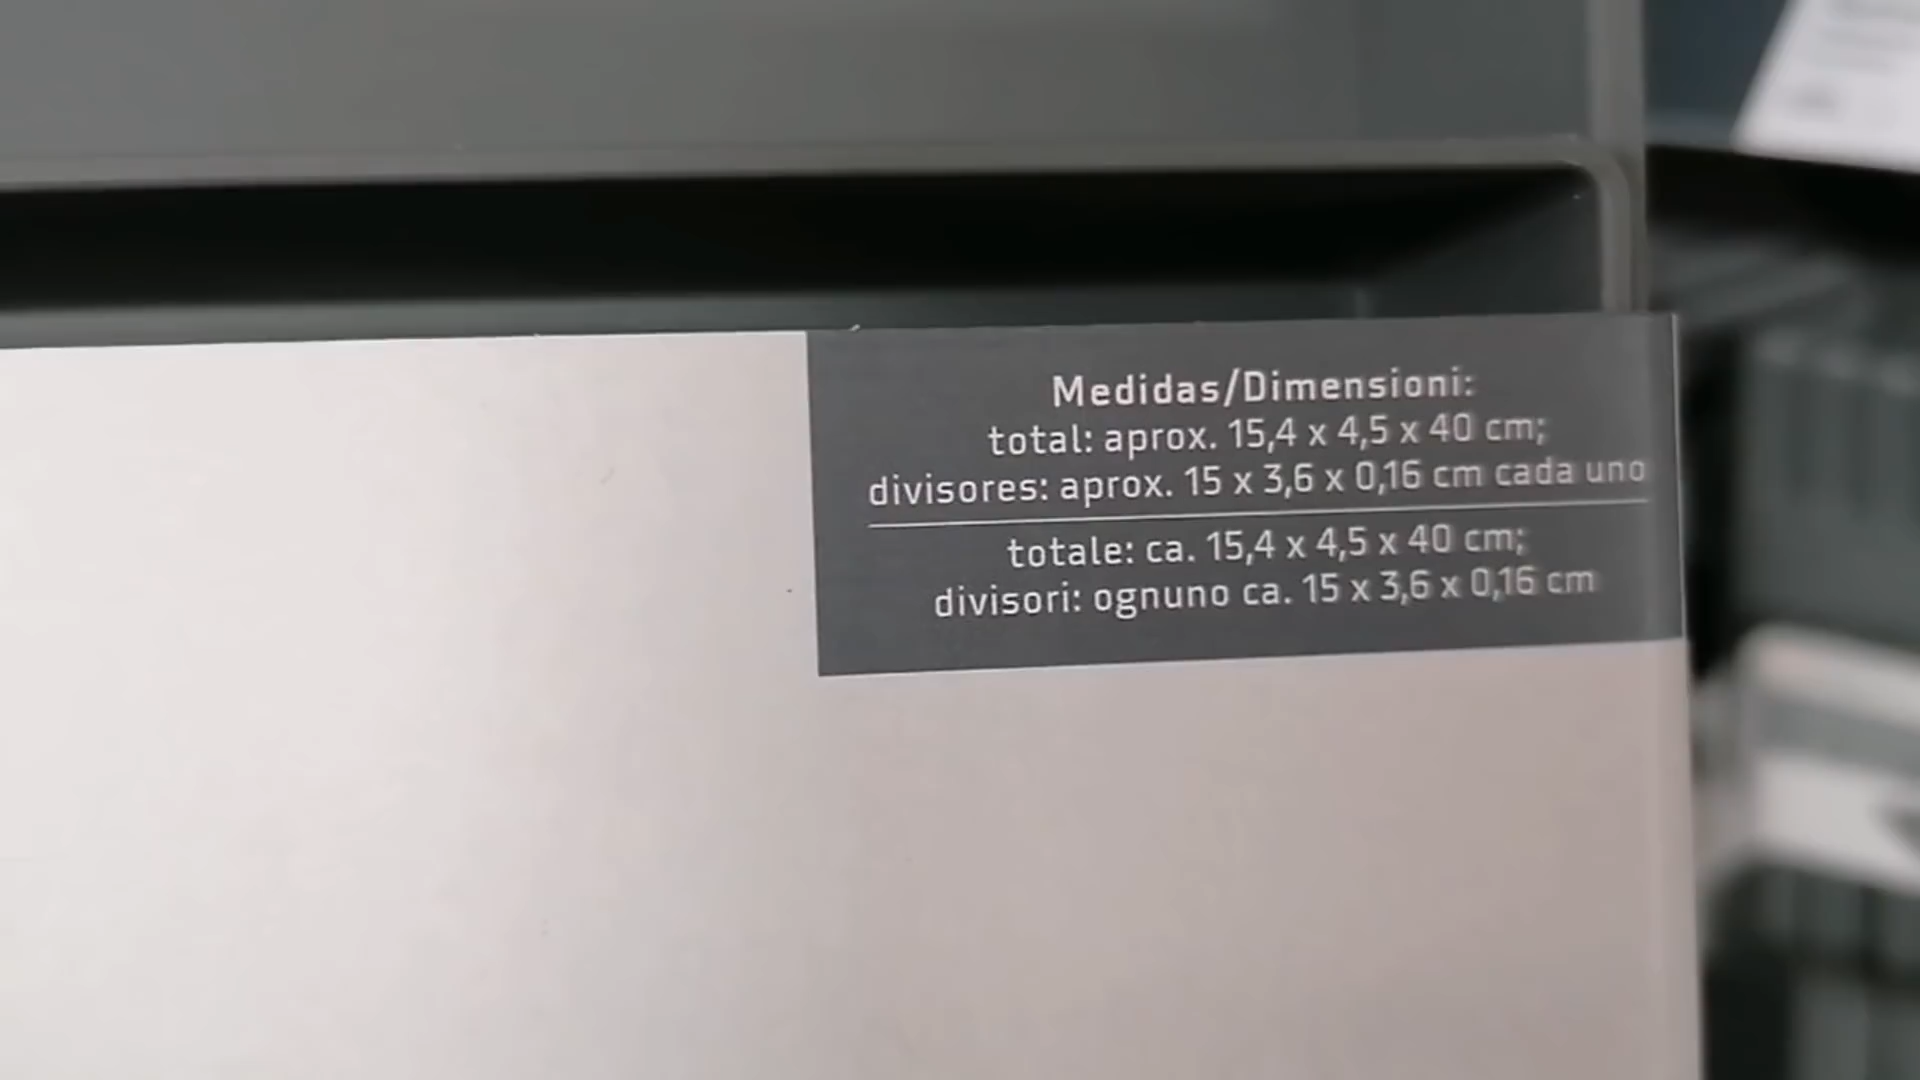 Medidas/Dimensioni:
total: aprox. 15,4 x 4,5 x 40 cm;
divisores: aprox. 15 x 3,6 x 0,16 cm cada uno
totale: ca. 15,4 x 4,5 x 40 cm;
divisori: ognuno ca. 15 x 3,6 x 0,16 cm